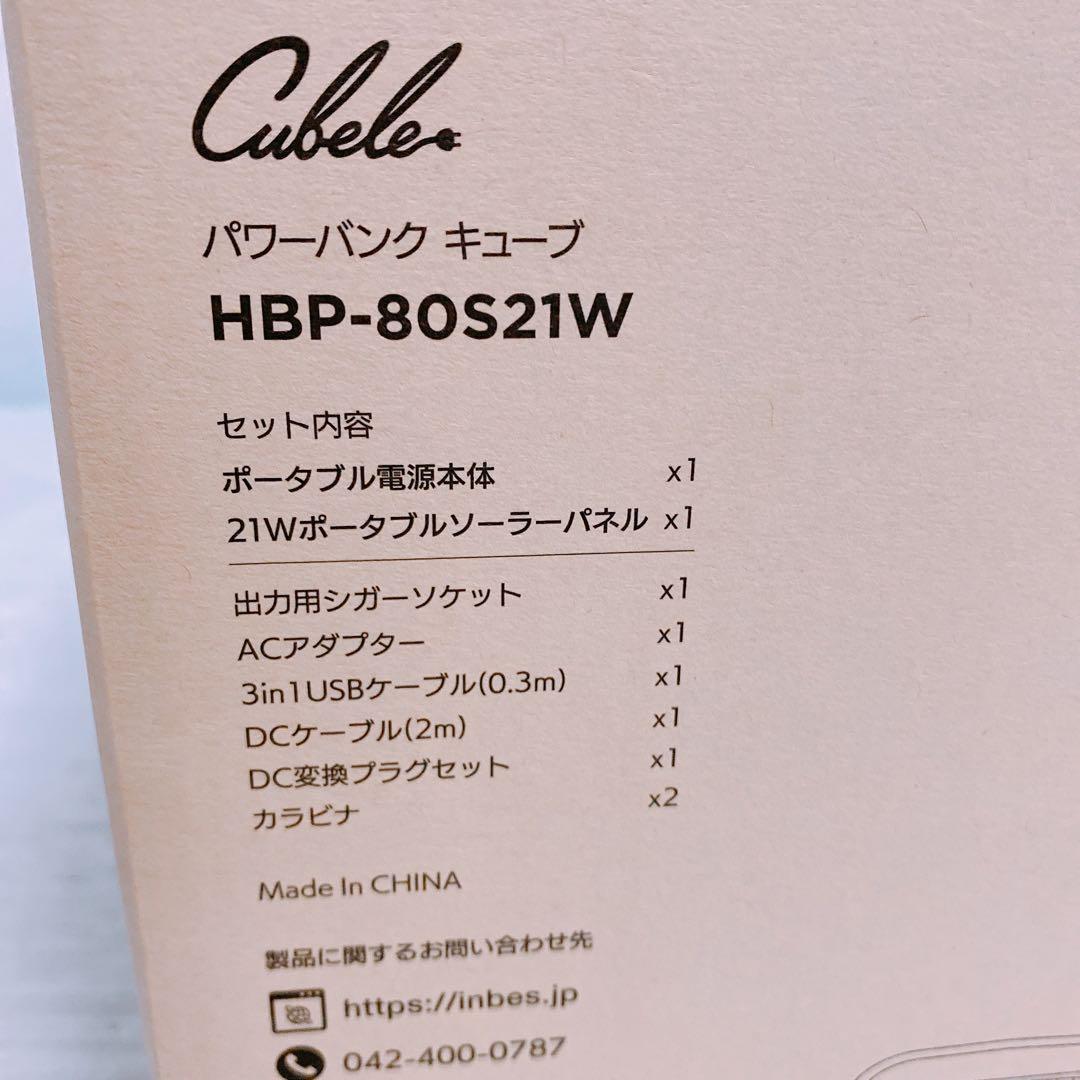 Cubele
パワーバンク キューブ
HBP-80S21W
セット内容
ポータブル電源本体 x1
21Wポータブルソーラーパネル x1
出力用シガーソケット x1
ACアダプター x1
3in1USBケーブル(0.3m) x1
DCケーブル(2m) x1
DC変換プラグセット x1
カラビナ x2
Made In CHINA
製品に関するお問い合わせ先
https://inbes.jp
042-400-0787